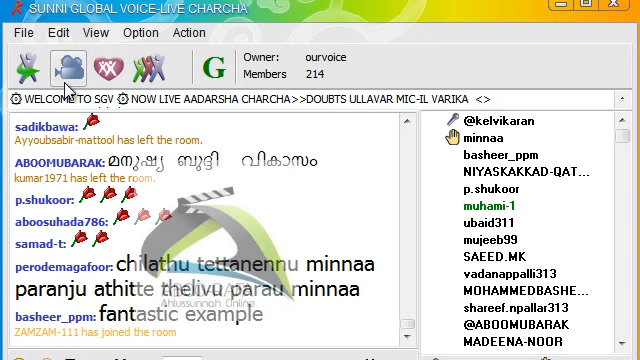 SUNNI GLOBAL VOICE-LIVE CHARCHA
File Edit View Option Action
Owner: ourvoice
Members 214
G
WELCOME TO SGV NOW LIVE AADARSHA CHARCHA>>DOUBTS ULLAVAR MIC-IL VARIKA <>
sadikbawa:
Ayyoubsabir-mattool has left the room.
ABOOMUBARAK: മനുഷ്യ ബുദ്ദി വികാസം
kumar1971 has left the room.
p.shukoor:
aboosuhada786:
samad-t:
perodemagafoor: chilathu tettanennu minnaa
paranju athitte thelivu parau minnaa
basheer_ppm: fantastic example
ZAMZAM-111 has joined the room
Ahlussunnah Online
@kelvikaran
minnaa
basheer_ppm
NIYASKAKKAD-QAT...
p.shukoor
muhami-1
ubaid311
mujeeb99
SAEED.MK
vadanappalli313
MOHAMMEDBASHE...
shareef.npallar313
@ABOOMUBARAK
MADEENA-NOOR